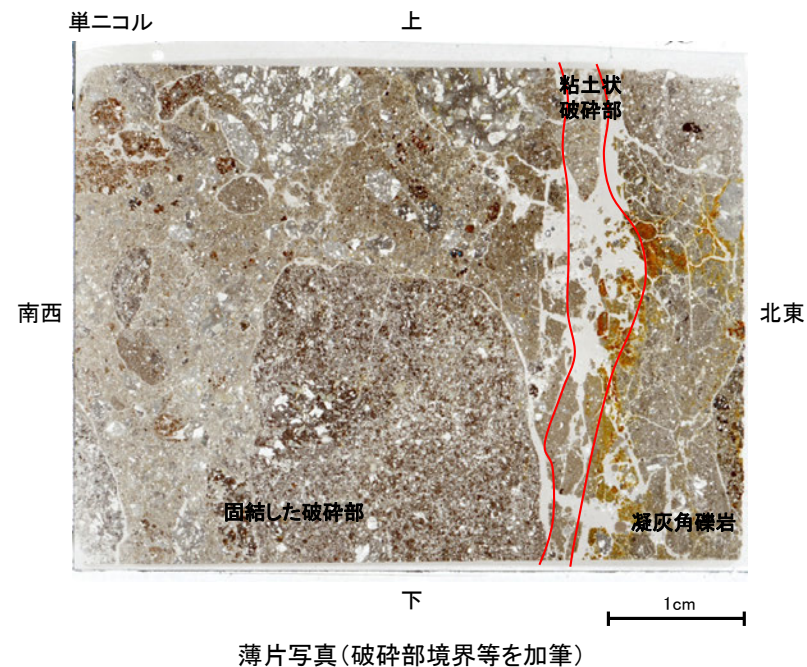 単ニコル
上
粘土状
破砕部
南西
北東
固結した破砕部
凝灰角礫岩
下
1cm
薄片写真(破砕部境界等を加筆)